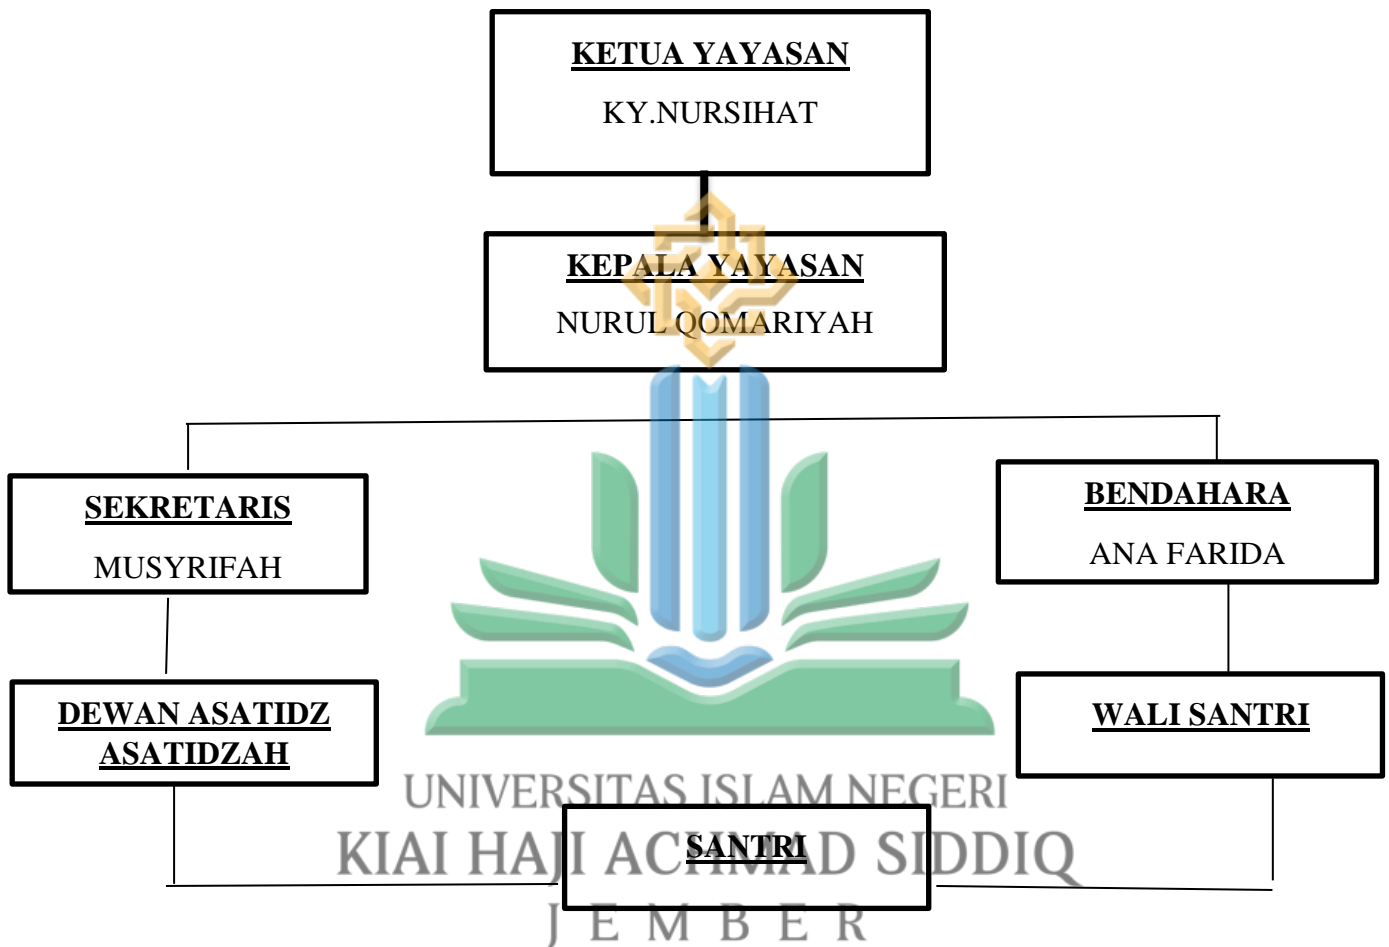 KETUA YAYASAN
KY.NURSIHAT
KEPALA YAYASAN
NURUL QOMARIYAH
SEKRETARIS
MUSYRIFAH
BENDAHARA
ANA FARIDA
DEWAN ASATIDZ
ASATIDZAH
WALI SANTRI
UNIVERSITAS ISLAM NEGERI
SANTRI
KIAI HAJI ACHMAD SIDDIQ
JEMBER